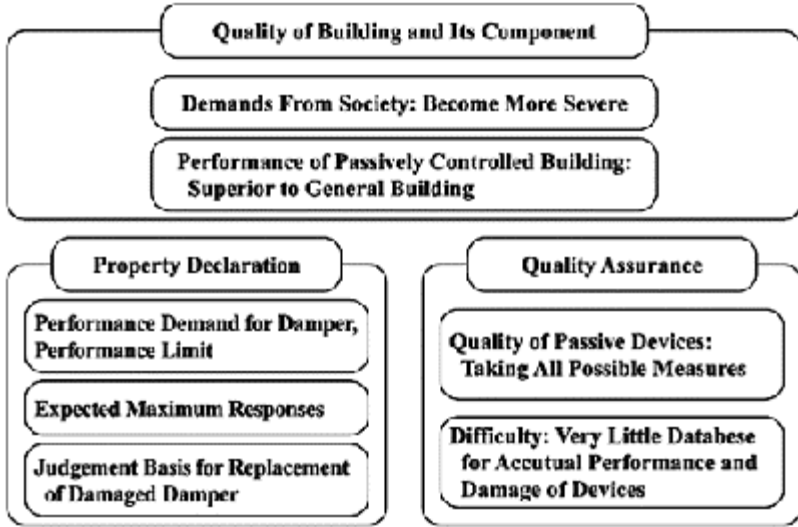 Quality of Building and Its Component
Demands From Society: Become More Severe
Performance of Passively Controlled Building:
Superior to General Building
Property Declaration
Performance Demand for Damper,
Performance Limit
Expected Maximum Responses
Judgement Basis for Replacement
of Damaged Damper
Quality Assurance
Quality of Passive Devices:
Taking All Possible Measures
Difficulty: Very Little Databese
for Accutual Performance and
Damage of Devices